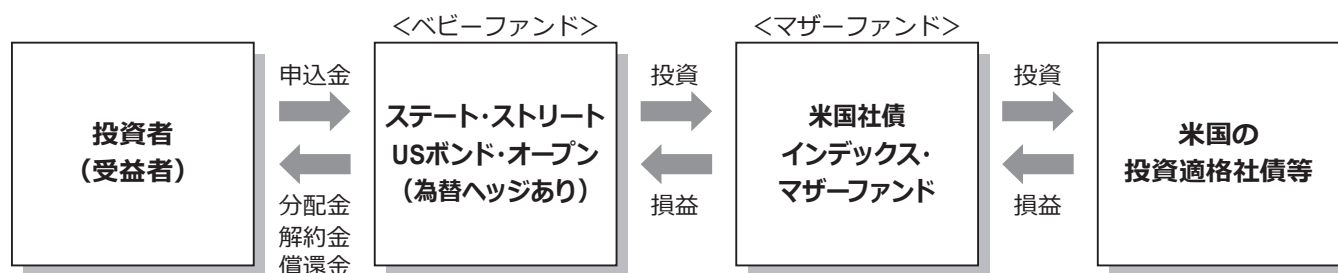 ＜ベビーファンド＞
＜マザーファンド＞
投資者
（受益者）
申込金
分配金
解約金
償還金
ステート・ストリート
USボンド・オープン
（為替ヘッジあり）
投資
損益
米国社債
インデックス・
マザーファンド
投資
損益
米国の
投資適格社債等